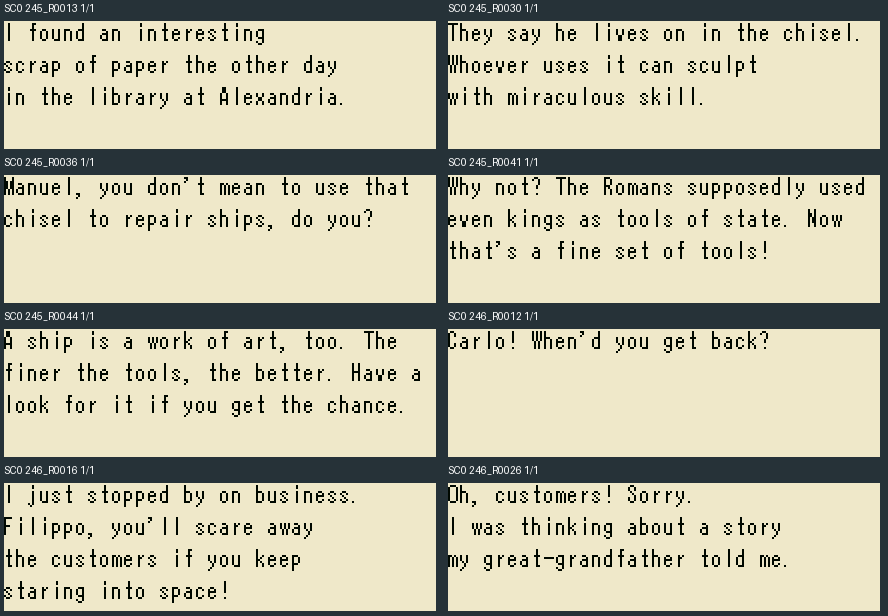 SC0 245_R0013 1/1
I found an interesting
scrap of paper the other day
in the library at Alexandria.
SC0 245_R0030 1/1
They say he lives on in the chisel.
Whoever uses it can sculpt
with miraculous skill.
SC0 245_R0036 1/1
Manuel, you don't mean to use that
chisel to repair ships, do you?
SC0 245_R0041 1/1
Why not? The Romans supposedly used
even kings as tools of state. Now
that's a fine set of tools!
SC0 245_R0044 1/1
A ship is a work of art, too. The
finer the tools, the better. Have a
look for it if you get the chance.
SC0 246_R0012 1/1
Carlo! When'd you get back?
SC0 246_R0016 1/1
I just stopped by on business.
Filippo, you'll scare away
the customers if you keep
staring into space!
SC0 246_R0026 1/1
Oh, customers! Sorry.
I was thinking about a story
my great-grandfather told me.